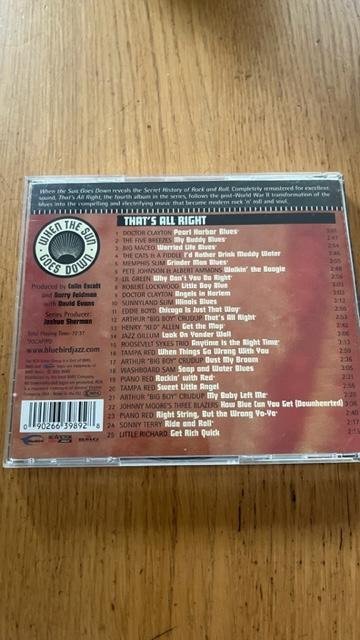 When the Sun Goes Down reveals the Secret History of Rock and Roll. Completely remastered for excellent
sound, That's All Right, the fourth album in the series, follows the post-World War II transformation of the
blues into the compelling and electrifying music that became modern rock 'n' roll and soul.
WHEN THE SUN
GOES DOWN
THAT'S ALL RIGHT
1 DOCTOR CLAYTON Pearl Harbor Blues
2 THE FIVE BREEZES My Buddy Blues
3 BIG MACEO Worried Life Blues
4 THE CATS & A FIDDLE I'd Rather Drink Muddy Water
5 MEMPHIS SLIM Grinder Man Blues
6 PETE JOHNSON & ALBERT AMMONS Walkin' the Boogie
7 LIL GREEN Why Don't You Do Right
8 ROBERT LOCKWOOD Little Boy Blue
9 DOCTOR CLAYTON Angels in Harlem
10 SUNNYLAND SLIM Illinois Blues
11 EDDIE BOYD Chicago Is Just That Way
12 ARTHUR "BIG BOY" CRUDUP That's All Right
13 HENRY "RED" ALLEN Get the Mop
14 JAZZ GILLUM Look On Yonder Wall
15 ROOSEVELT SYKES TRIO Anytime Is the Right Time
16 TAMPA RED When Things Go Wrong With You
17 ARTHUR "BIG BOY" CRUDUP Dust My Broom
18 WASHBOARD SAM Soap and Water Blues
19 PIANO RED Rockin' with Red
20 TAMPA RED Sweet Little Angel
21 ARTHUR "BIG BOY" CRUDUP My Baby Left Me
22 JOHNNY MOORE'S THREE BLAZERS How Blue Can You Get (Downhearted)
23 PIANO RED Right String, But the Wrong Yo-Yo
24 SONNY TERRY Ride and Roll
25 LITTLE RICHARD Get Rich Quick
Produced by Colin Escott
and Barry Feldman
with David Evans
Series Producer:
Joshua Sherman
Total Playing Time: 70:51
www.bluebirdjazz.com
BMG
0 90266 39892 8